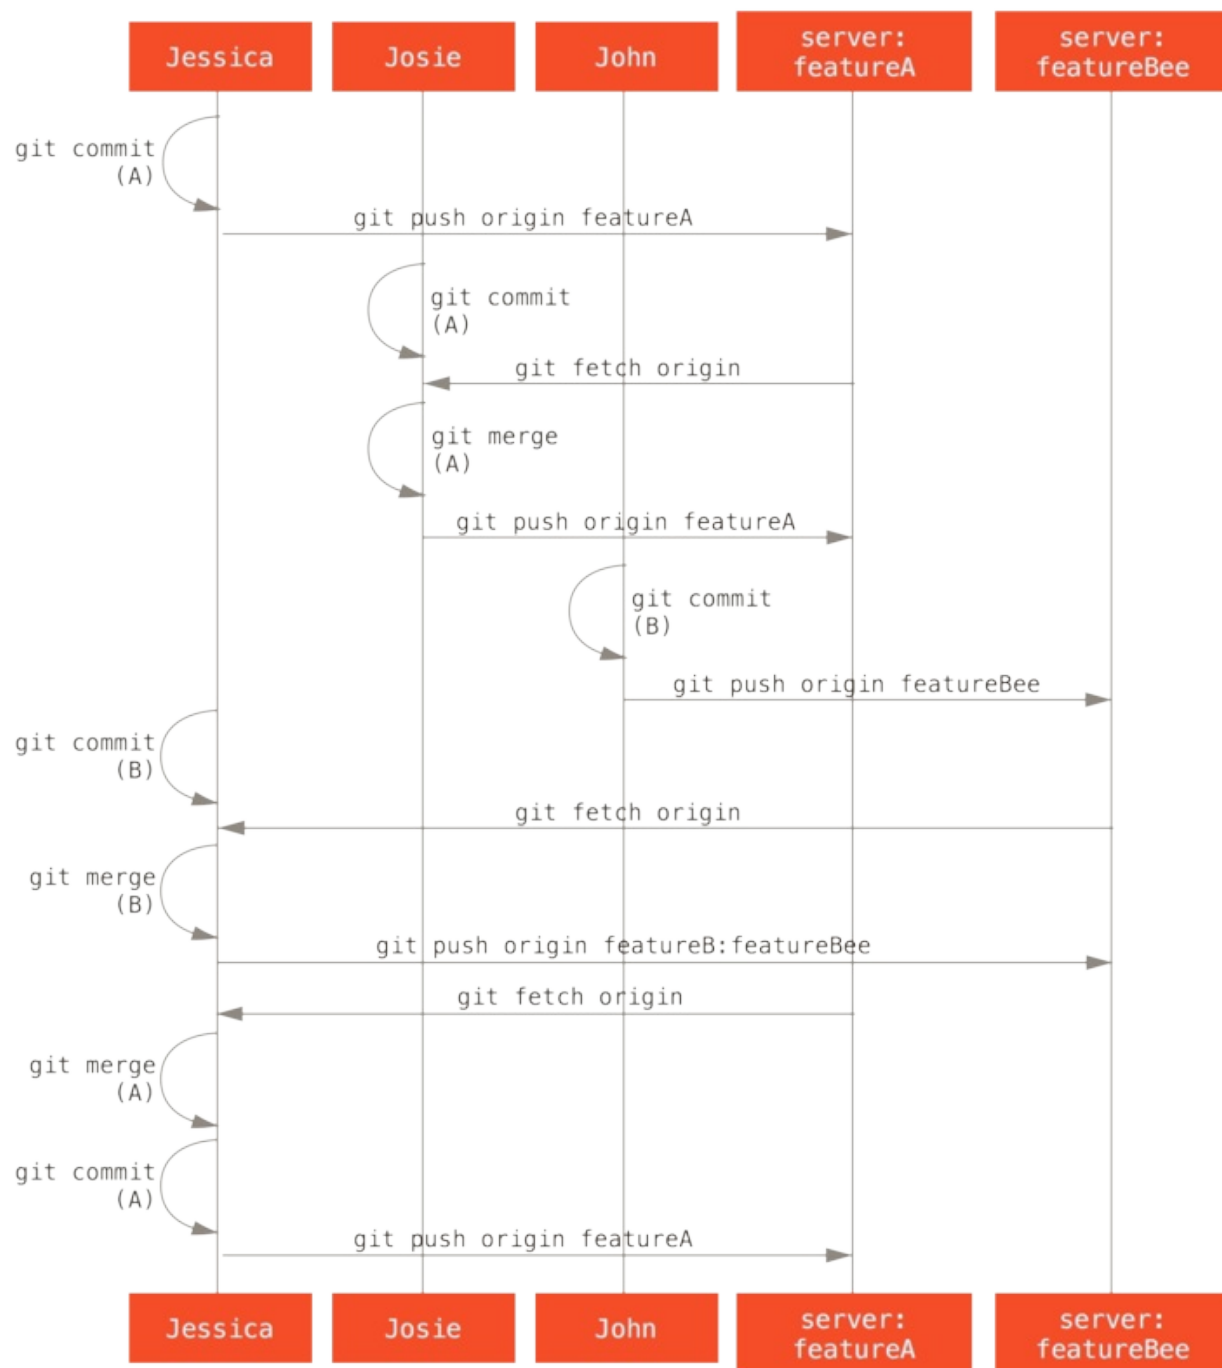 Jessica
Josie
John
server:
featureA
server:
featureBee
git commit
(A)
git push origin featureA
git commit
(A)
git fetch origin
git merge
(A)
git push origin featureA
git commit
(B)
git push origin featureBee
git commit
(B)
git fetch origin
git merge
(B)
git push origin featureB:featureBee
git fetch origin
git merge
(A)
git commit
(A)
git push origin featureA
Jessica
Josie
John
server:
featureA
server:
featureBee